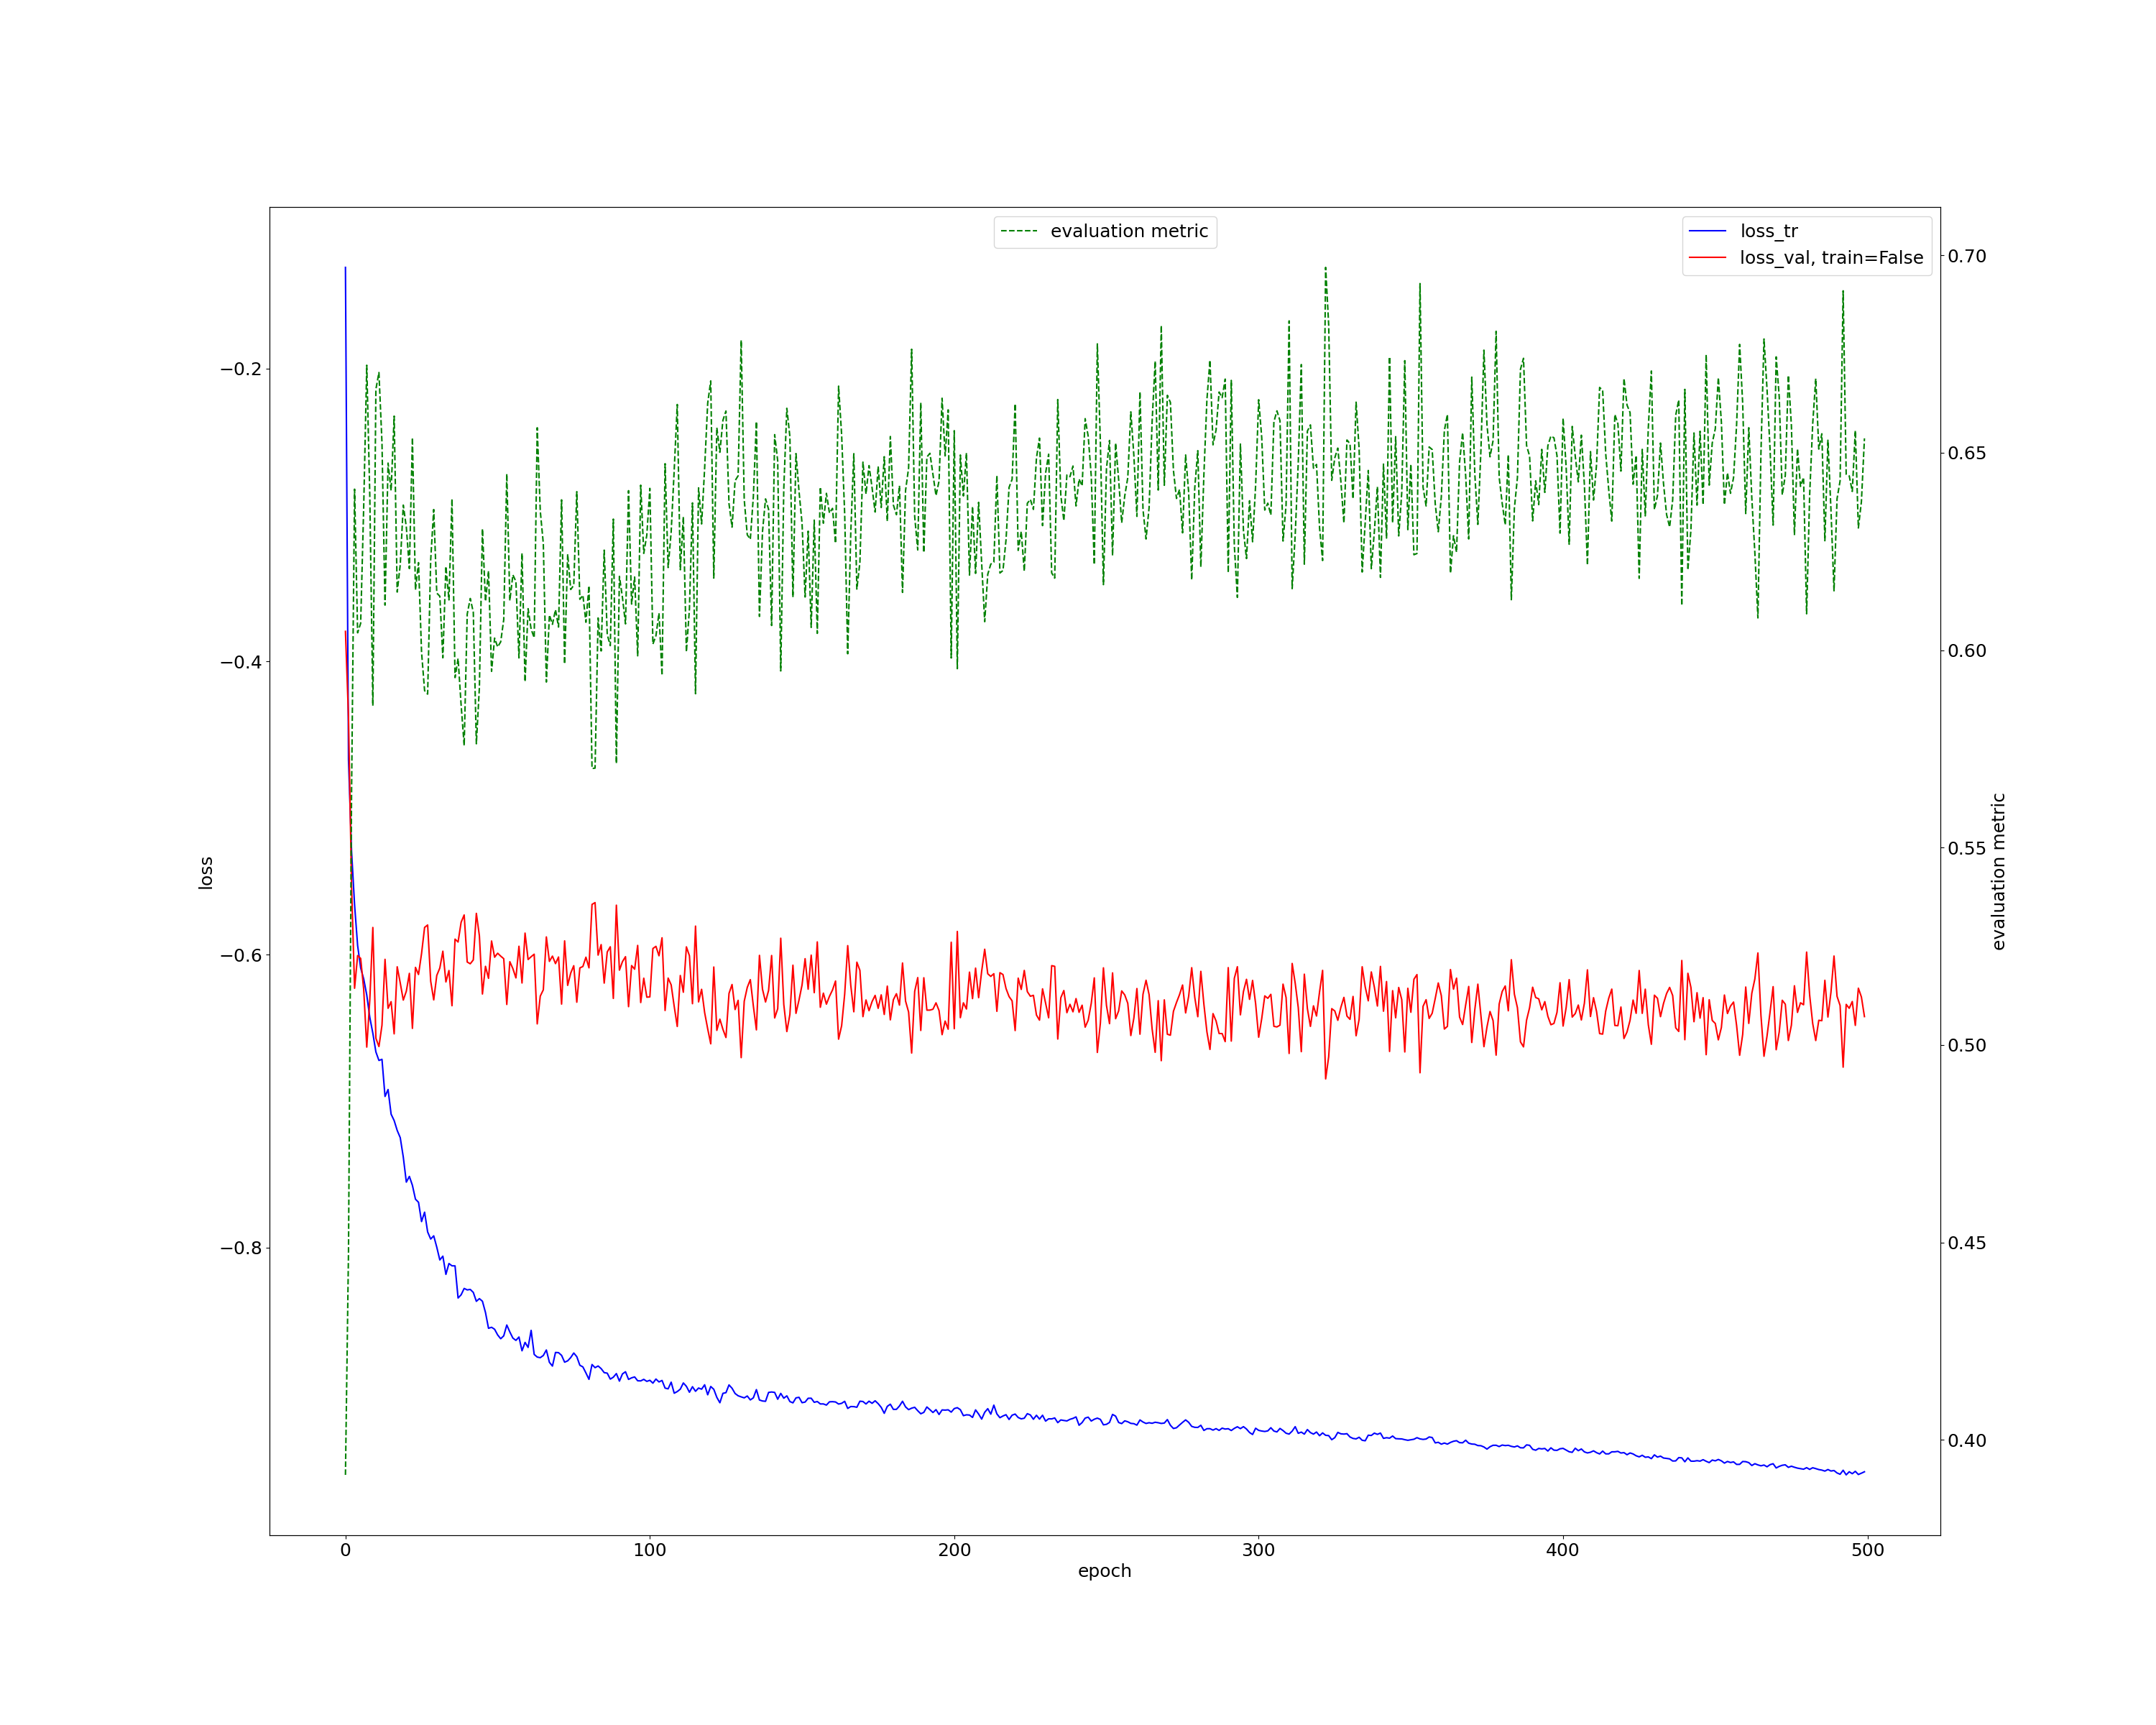 evaluation metric
loss_tr
loss_val, train=False
−0.2
−0.4
−0.6
−0.8
loss
0.70
0.65
0.60
0.55
0.50
0.45
0.40
evaluation metric
0
100
200
300
400
500
epoch